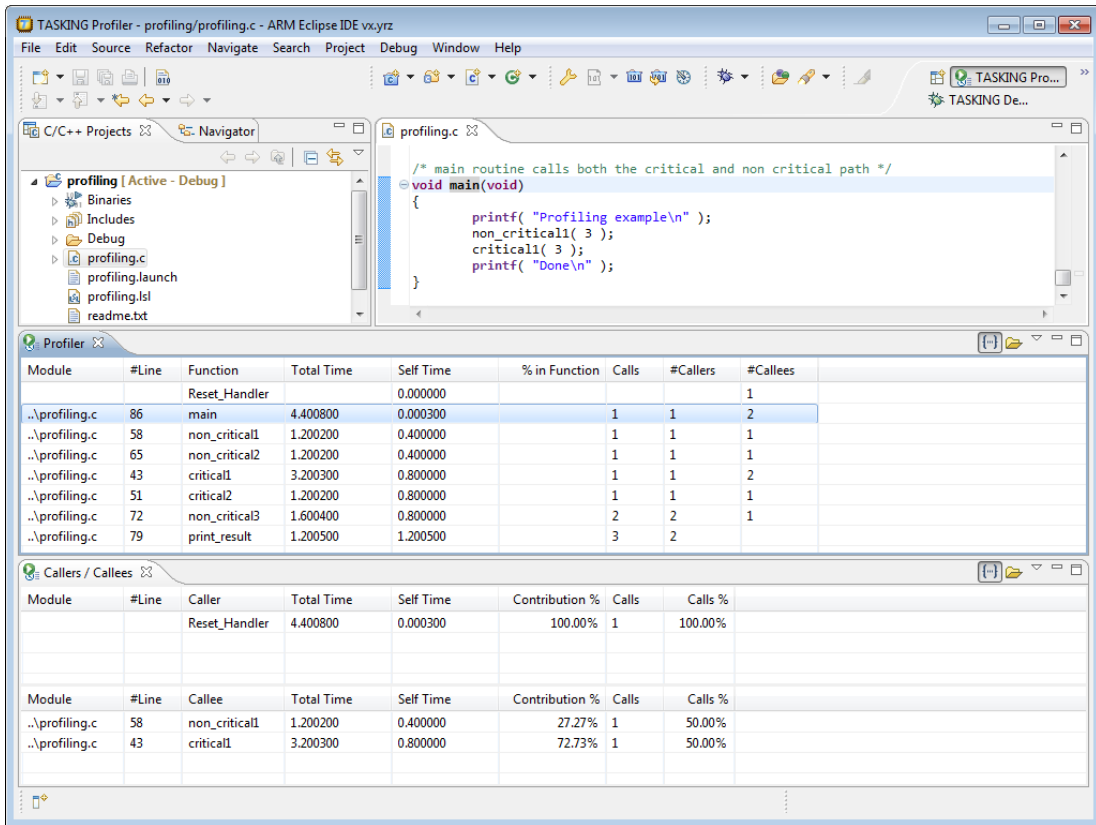 TASKING Profiler - profiling/profiling.c - ARM Eclipse IDE vx.yrz
File Edit Source Refactor Navigate Search Project Debug Window Help
TASKING Pro...
TASKING De...
C/C++ Projects
Navigator
profiling [ Active - Debug ]
Binaries
Includes
Debug
profiling.c
profiling.launch
profiling.lsl
readme.txt
profiling.c
/* main routine calls both the critical and non critical path */
void main(void)
{
printf( "Profiling example\n" );
non_critical1( 3 );
critical1( 3 );
printf( "Done\n" );
}
Profiler
Module #Line Function Total Time Self Time % in Function Calls #Callers #Callees
Reset_Handler 0.000000 1
..\profiling.c 86 main 4.400800 0.000300 1 1 2
..\profiling.c 58 non_critical1 1.200200 0.400000 1 1 1
..\profiling.c 65 non_critical2 1.200200 0.400000 1 1 1
..\profiling.c 43 critical1 3.200300 0.800000 1 1 2
..\profiling.c 51 critical2 1.200200 0.800000 1 1 1
..\profiling.c 72 non_critical3 1.600400 0.800000 2 2 1
..\profiling.c 79 print_result 1.200500 1.200500 3 2
Callers / Callees
Module #Line Caller Total Time Self Time Contribution % Calls Calls %
Reset_Handler 4.400800 0.000300 100.00% 1 100.00%
Module #Line Callee Total Time Self Time Contribution % Calls Calls %
..\profiling.c 58 non_critical1 1.200200 0.400000 27.27% 1 50.00%
..\profiling.c 43 critical1 3.200300 0.800000 72.73% 1 50.00%